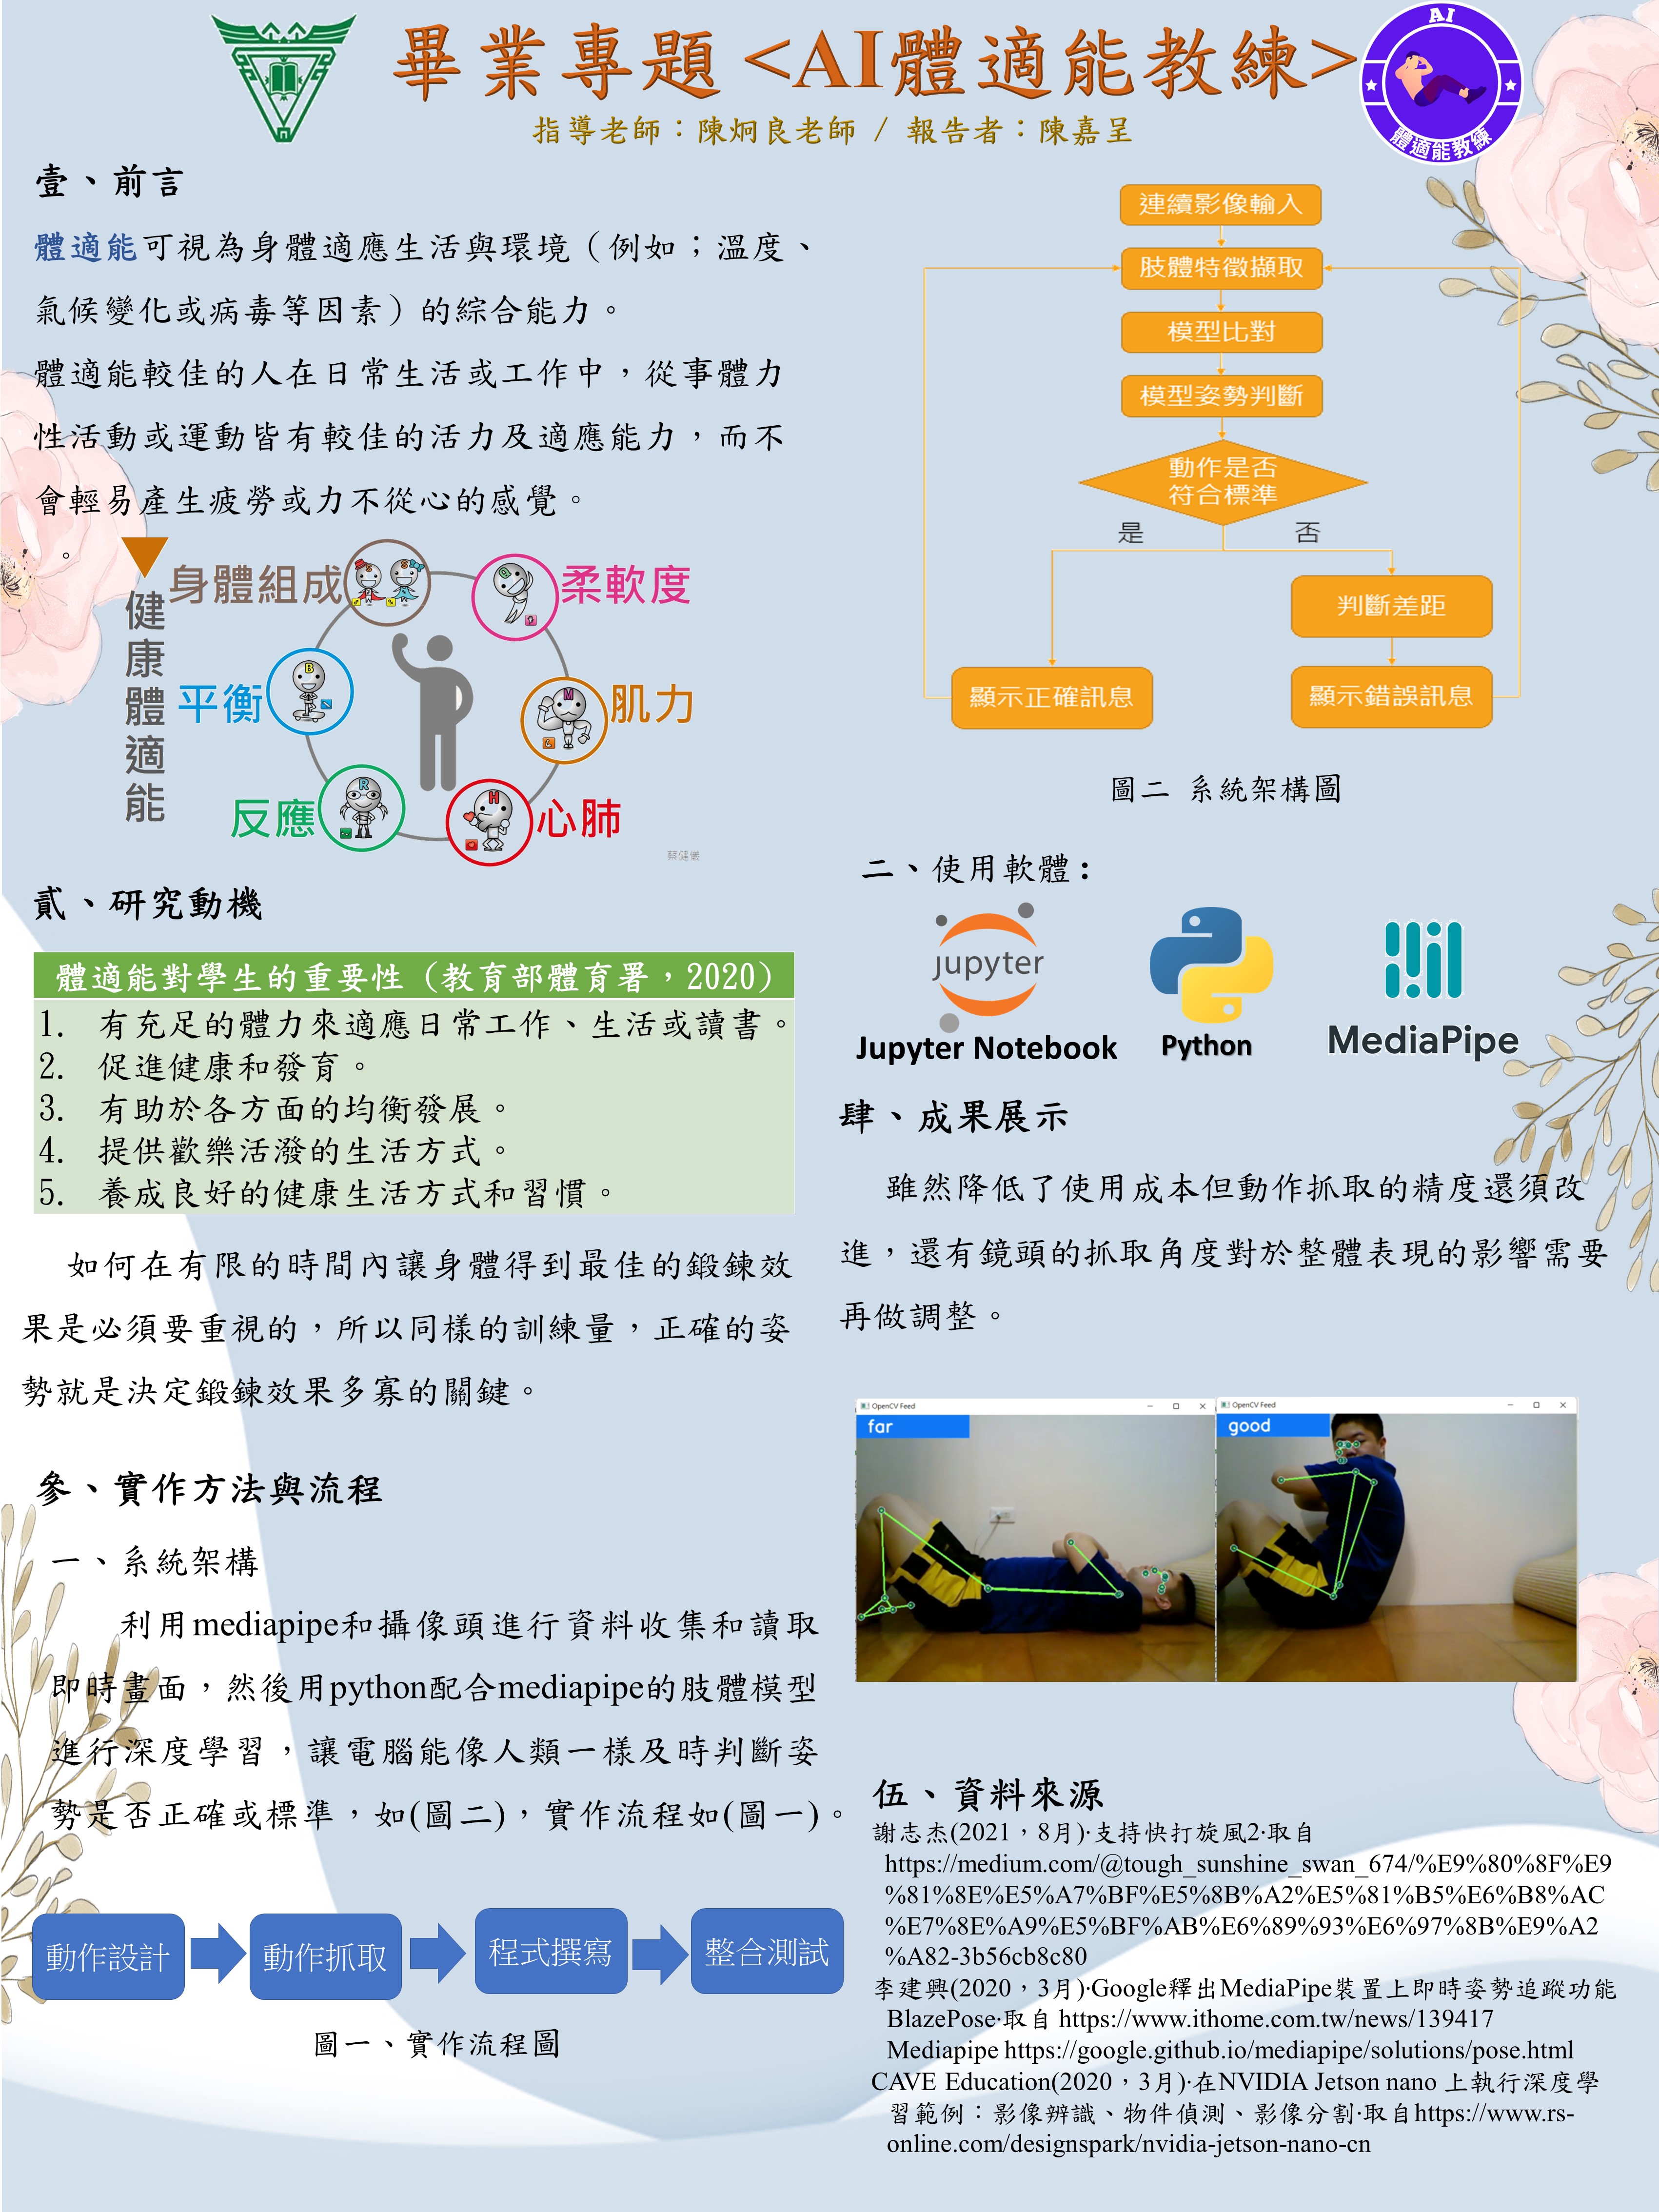 畢業專題 <AI體適能教練>
指導老師：陳炯良老師 / 報告者：陳嘉呈
AI
體適能教練
壹、前言
體適能可視為身體適應生活與環境（例如；溫度、
氣候變化或病毒等因素）的綜合能力。
體適能較佳的人在日常生活或工作中，從事體力
性活動或運動皆有較佳的活力及適應能力，而不
會輕易產生疲勞或力不從心的感覺。
。
健康體適能
身體組成
柔軟度
平衡
B
M
肌力
反應
R
H
心肺
蔡健儀
貳、研究動機
體適能對學生的重要性（教育部體育署，2020）
1. 有充足的體力來適應日常工作、生活或讀書。
2. 促進健康和發育。
3. 有助於各方面的均衡發展。
4. 提供歡樂活潑的生活方式。
5. 養成良好的健康生活方式和習慣。
如何在有限的時間內讓身體得到最佳的鍛鍊效
果是必須要重視的，所以同樣的訓練量，正確的姿
勢就是決定鍛鍊效果多寡的關鍵。
參、實作方法與流程
一、系統架構
利用mediapipe和攝像頭進行資料收集和讀取
即時畫面，然後用python配合mediapipe的肢體模型
進行深度學習，讓電腦能像人類一樣及時判斷姿
勢是否正確或標準，如(圖二)，實作流程如(圖一)。
動作設計
動作抓取
程式撰寫
整合測試
圖一、實作流程圖
連續影像輸入
肢體特徵擷取
模型比對
模型姿勢判斷
動作是否
符合標準
是
否
判斷差距
顯示正確訊息
顯示錯誤訊息
圖二 系統架構圖
二、使用軟體:
jupyter
Jupyter Notebook
Python
MediaPipe
肆、成果展示
雖然降低了使用成本但動作抓取的精度還須改
進，還有鏡頭的抓取角度對於整體表現的影響需要
再做調整。
OpenCV Feed
far
OpenCV Feed
good
伍、資料來源
謝志杰(2021，8月)·支持快打旋風2·取自
https://medium.com/@tough_sunshine_swan_674/%E9%80%8F%E9
%81%8E%E5%A7%BF%E5%8B%A2%E5%81%B5%E6%B8%AC
%E7%8E%A9%E5%BF%AB%E6%89%93%E6%97%8B%E9%A2
%A82-3b56cb8c80
李建興(2020，3月)·Google釋出MediaPipe裝置上即時姿勢追蹤功能
BlazePose·取自 https://www.ithome.com.tw/news/139417
Mediapipe https://google.github.io/mediapipe/solutions/pose.html
CAVE Education(2020，3月)·在NVIDIA Jetson nano 上執行深度學
習範例：影像辨識、物件偵測、影像分割·取自https://www.rs-
online.com/designspark/nvidia-jetson-nano-cn